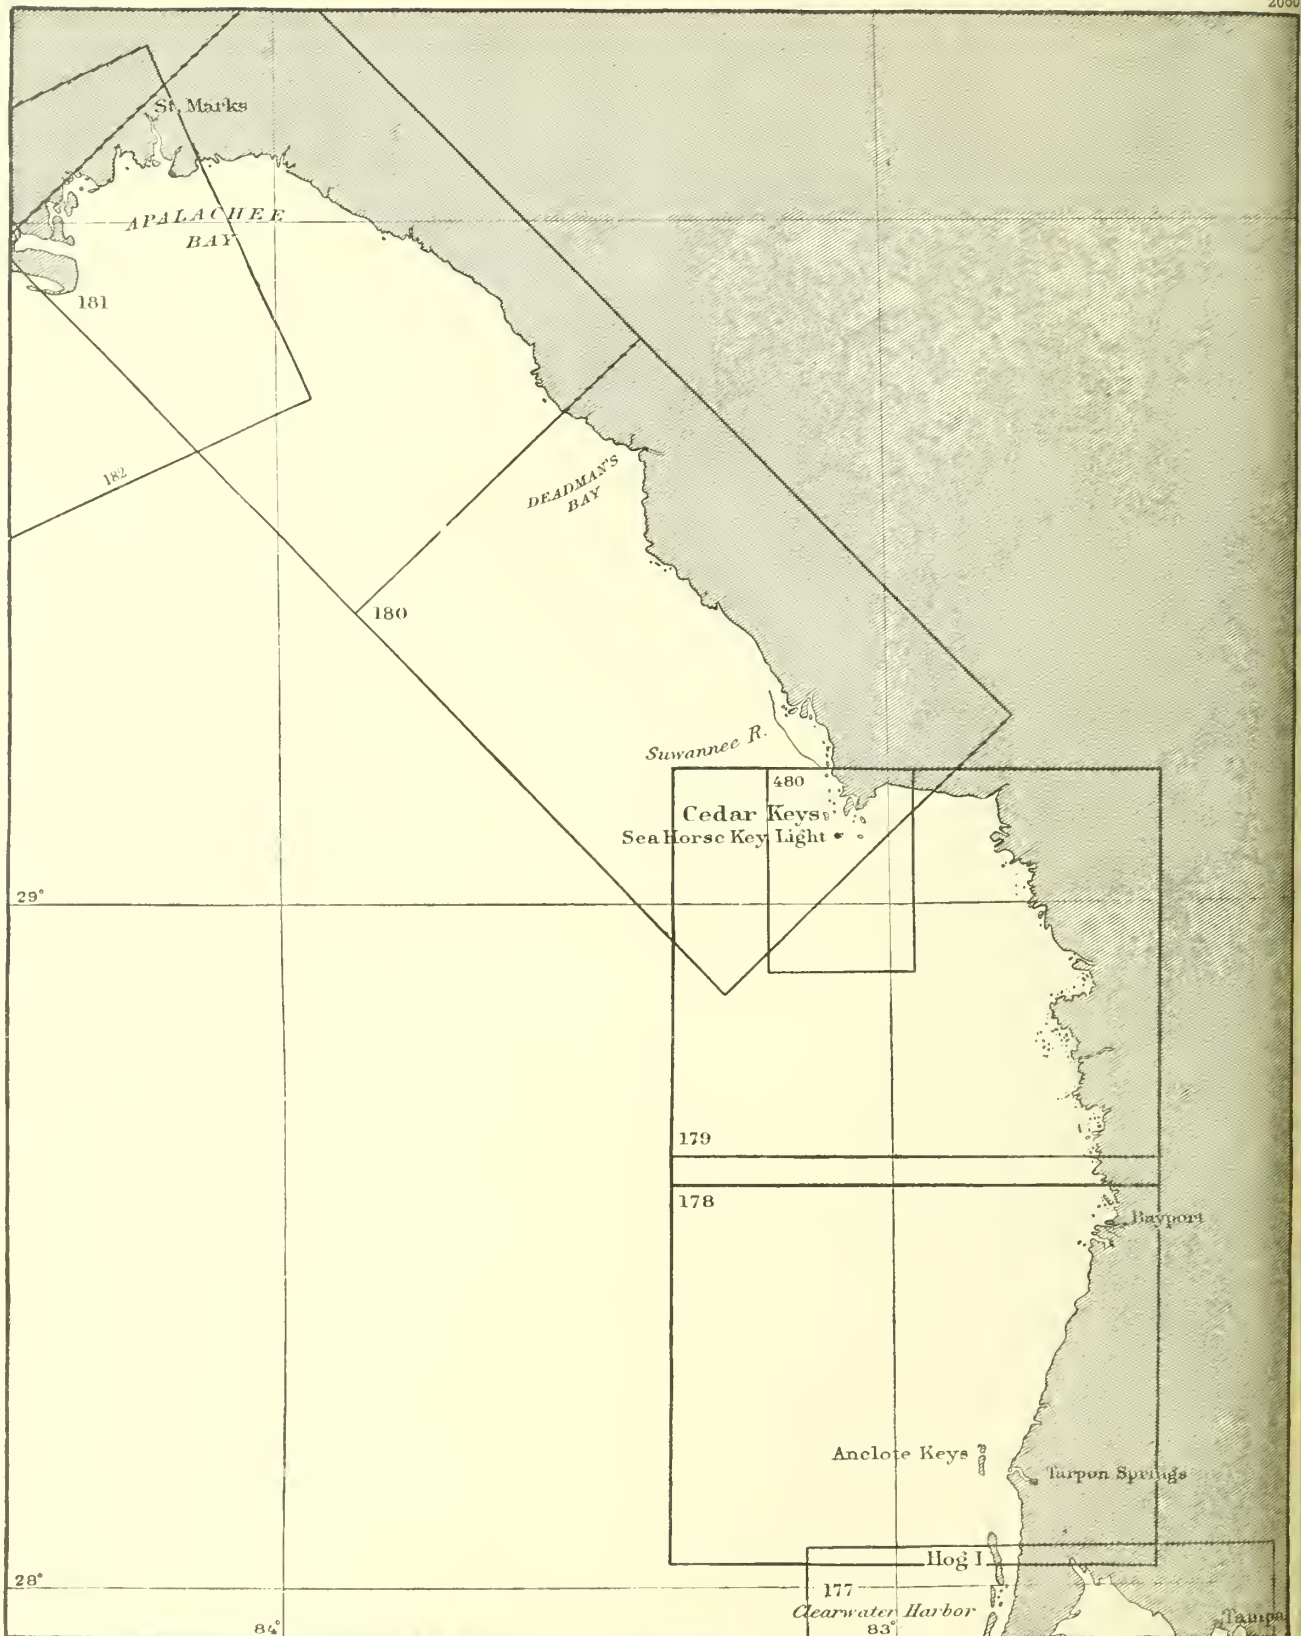 St. Marks
APALACHEE
BAY
181
182
DEADMAN'S
BAY
180
Suwannee R.
480
Cedar Keys
Sea Horse Key Light
29°
179
178
Bayport
Anclote Keys
Tarpon Springs
Hog I
28°
177
Clearwater Harbor
Tampa
84°
83°